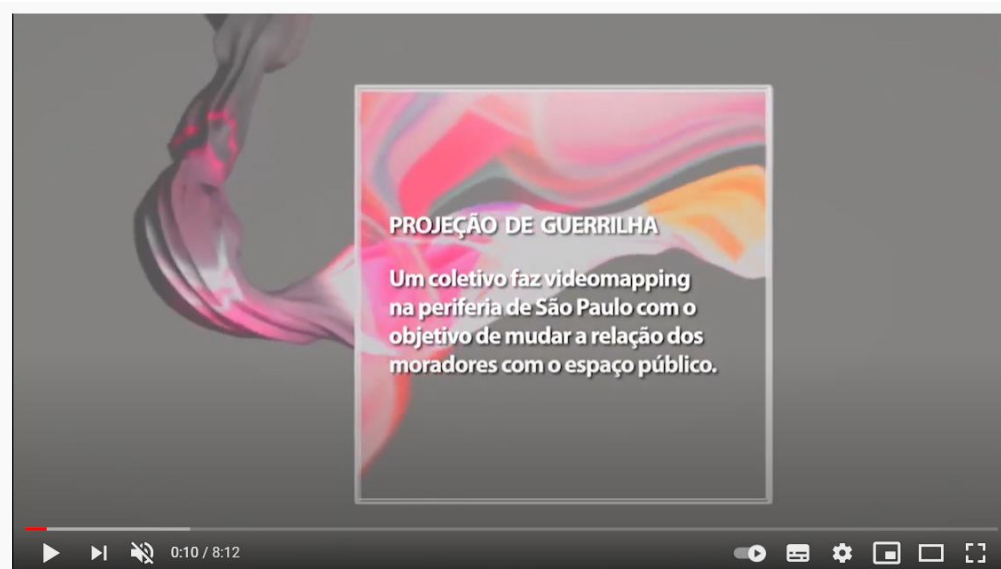 PROJEÇÃO DE GUERRILHA
Um coletivo faz videomapping
na periferia de São Paulo com o
objetivo de mudar a relação dos
moradores com o espaço público.
0:10 / 8:12